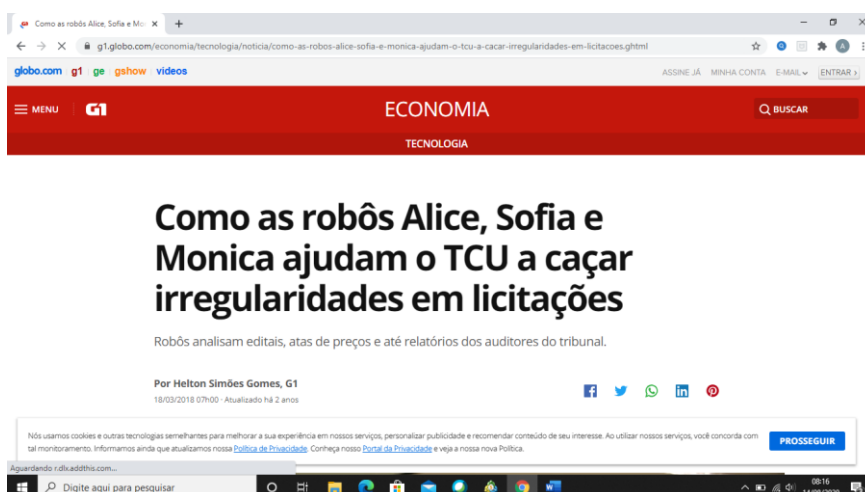 Como as robôs Alice, Sofia e Mo
g1.globo.com/economia/tecnologia/noticia/como-as-robos-alice-sofia-e-monica-ajudam-o-tcu-a-cacar-irregularidades-em-licitacoes.ghtml
globo.com g1 ge gshow videos ASSINE JÁ MINHA CONTA E-MAIL ENTRAR >
MENU G1 ECONOMIA BUSCAR
TECNOLOGIA
Como as robôs Alice, Sofia e
Monica ajudam o TCU a caçar
irregularidades em licitações
Robôs analisam editais, atas de preços e até relatórios dos auditores do tribunal.
Por Helton Simões Gomes, G1
18/03/2018 07h00 · Atualizado há 2 anos
Nós usamos cookies e outras tecnologias semelhantes para melhorar a sua experiência em nossos serviços, personalizar publicidade e recomendar conteúdo de seu interesse. Ao utilizar nossos serviços, você concorda com
tal monitoramento. Informamos ainda que atualizamos nossa Política de Privacidade. Conheça nosso Portal da Privacidade e veja a nossa nova Política.
PROSSEGUIR
Aguardando r.dlx.addthis.com...
Digite aqui para pesquisar
08:16